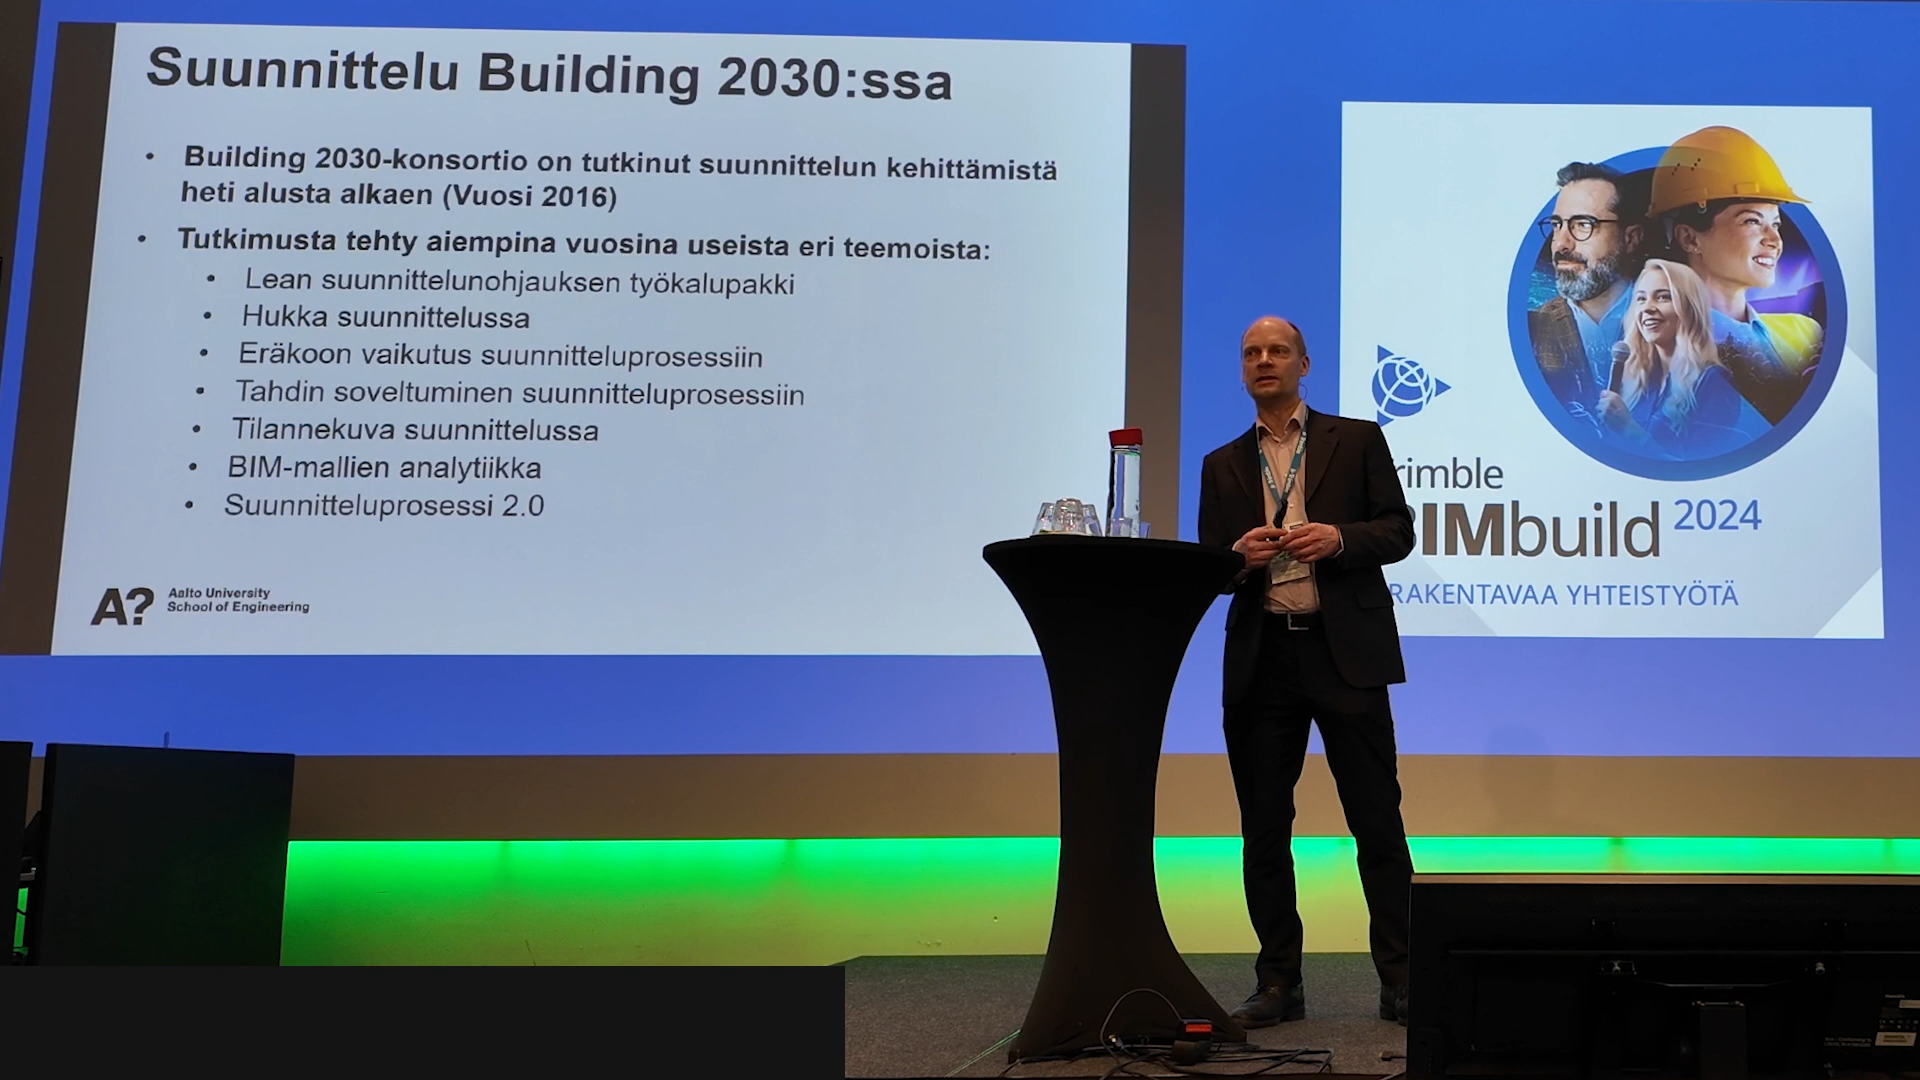 Suunnittelu Building 2030:ssa
• Building 2030-konsortio on tutkinut suunnittelun kehittämistä
heti alusta alkaen (Vuosi 2016)
• Tutkimusta tehty aiempina vuosina useista eri teemoista:
• Lean suunnittelunohjauksen työkalupakki
• Hukka suunnittelussa
• Eräkoon vaikutus suunnitteluprosessiin
• Tahdin soveltuminen suunnitteluprosessiin
• Tilannekuva suunnittelussa
• BIM-mallien analytiikka
• Suunnitteluprosessi 2.0
A? Aalto University
School of Engineering
rimble
BIMbuild 2024
RAKENTAVAA YHTEISTYÖTÄ